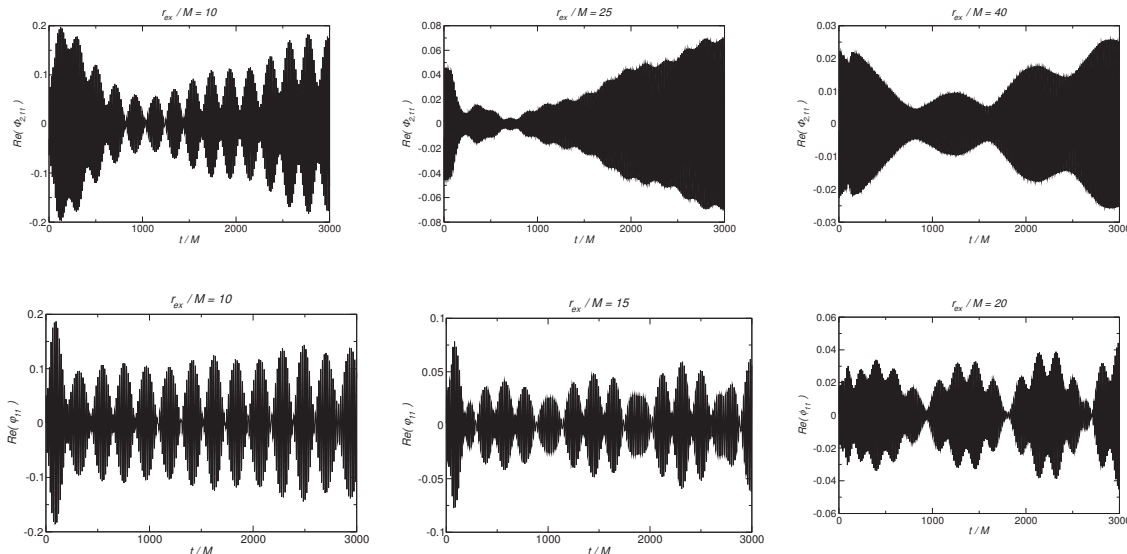 r_ex / M = 10
Re( Φ_2,11 )
0.2
0.1
0
-0.1
-0.2
0 1000 2000 3000
t / M
r_ex / M = 25
Re( Φ_2,11 )
0.08
0.06
0.04
0.02
0
-0.02
-0.04
-0.06
-0.08
0 1000 2000 3000
t / M
r_ex / M = 40
Re( Φ_2,11 )
0.04
0.03
0.02
0.01
0
-0.01
-0.02
-0.03
0 1000 2000 3000
t / M
r_ex / M = 10
Re( φ_11 )
0.2
0.1
0
-0.1
-0.2
0 1000 2000 3000
t / M
r_ex / M = 15
Re( φ_11 )
0.1
0.05
0
-0.05
-0.1
0 1000 2000 3000
t / M
r_ex / M = 20
Re( φ_11 )
0.06
0.04
0.02
0
-0.02
-0.04
-0.06
0 1000 2000 3000
t / M